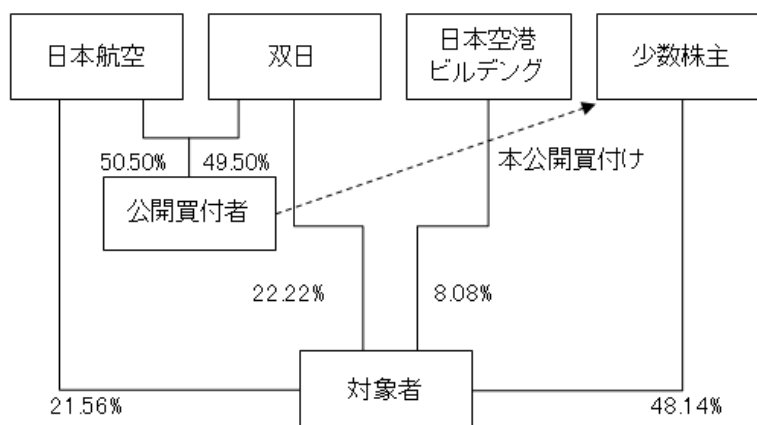 日本航空
双日
日本空港
ビルデング
少数株主
50.50%
49.50%
本公開買付け
公開買付者
22.22%
8.08%
対象者
21.56%
48.14%